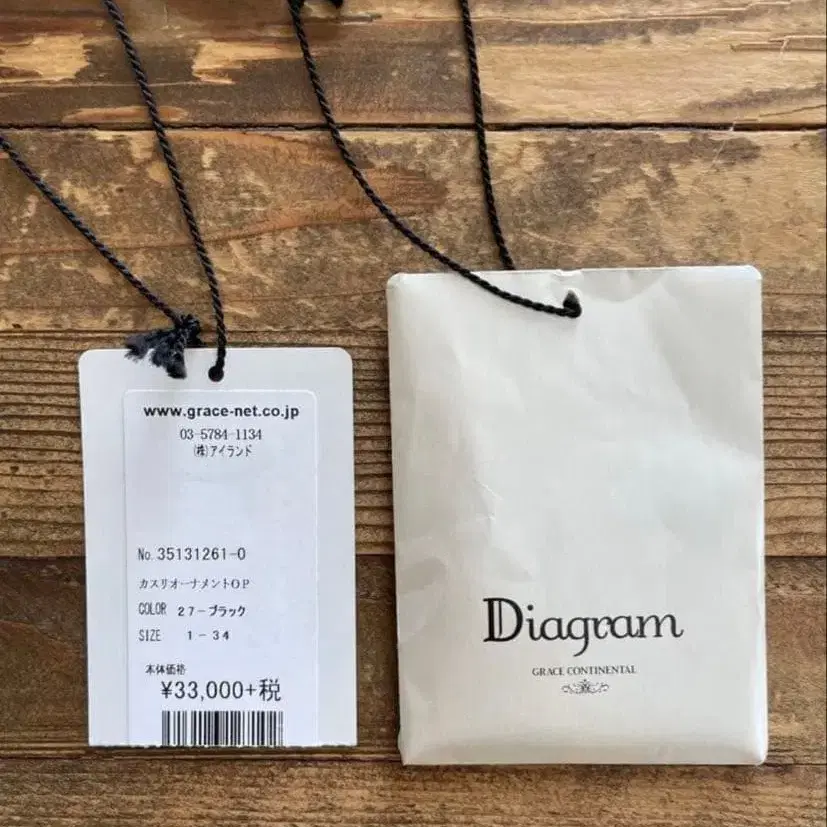 www.grace-net.co.jp
03-5784-1134
(株)アイランド
No. 35131261-0
カスリオーナメントOP
COLOR 27-ブラック
SIZE 1-34
本体価格
¥33,000+税
Diagram
GRACE CONTINENTAL